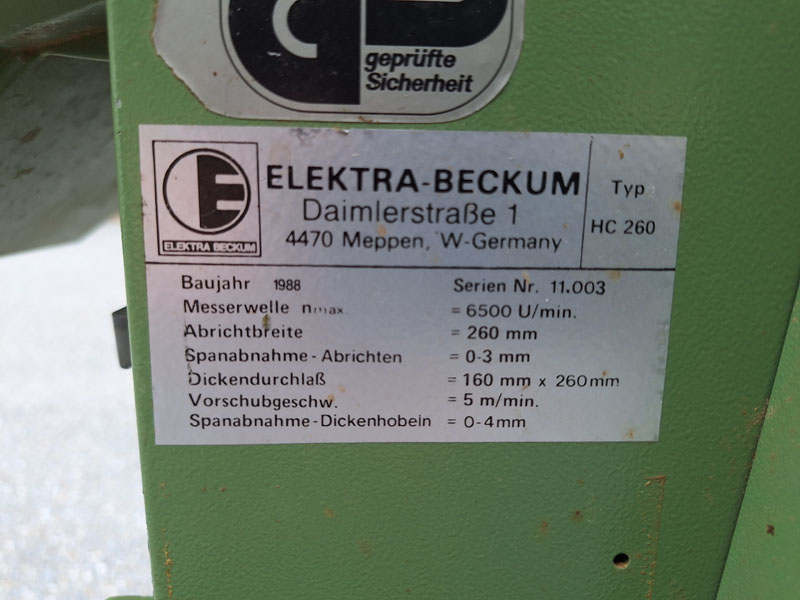 geprüfte
Sicherheit
ELEKTRA BECKUM
ELEKTRA-BECKUM
Daimlerstraße 1
4470 Meppen, W-Germany
Typ
HC 260
Baujahr 1988 Serien Nr. 11.003
Messerwelle nmax. = 6500 U/min.
Abrichtbreite = 260 mm
Spanabnahme-Abrichten = 0-3 mm
Dickendurchlaß = 160 mm x 260mm
Vorschubgeschw. = 5 m/min.
Spanabnahme-Dickenhobeln = 0-4mm